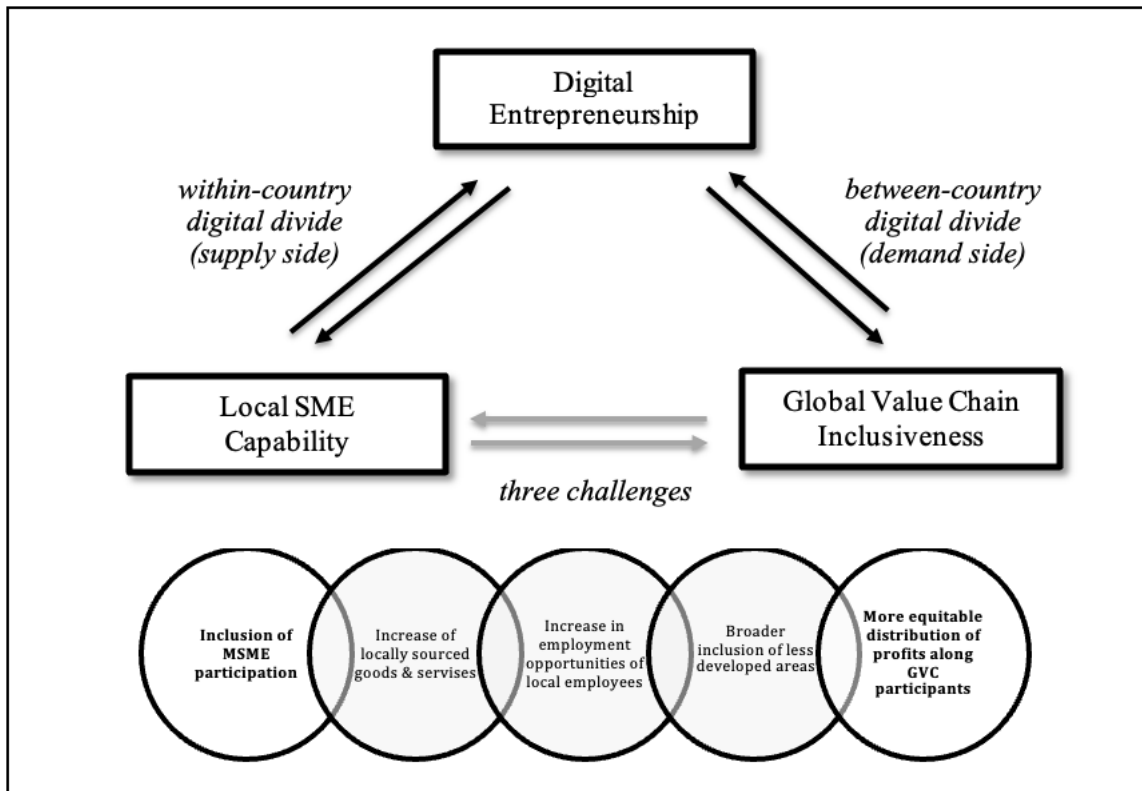 Digital
Entrepreneurship
within-country
digital divide
(supply side)
between-country
digital divide
(demand side)
Local SME
Capability
Global Value Chain
Inclusiveness
three challenges
Inclusion of
MSME
participation
Increase of
locally sourced
goods & servises
Increase in
employment
opportunities of
local employees
Broader
inclusion of less
developed areas
More equitable
distribution of
profits along
GVC
participants